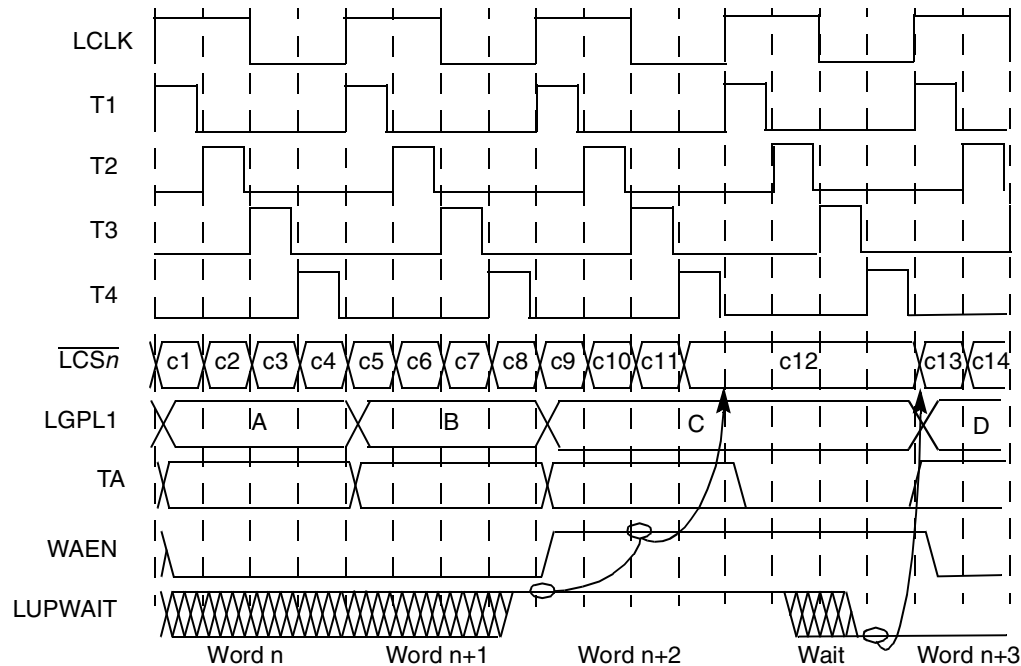 LCLK
T1
T2
T3
T4
LCSn c1 c2 c3 c4 c5 c6 c7 c8 c9 c10 c11 c12 c13 c14
LGPL1 A B C D
TA
WAEN
LUPWAIT
Word n Word n+1 Word n+2 Wait Word n+3